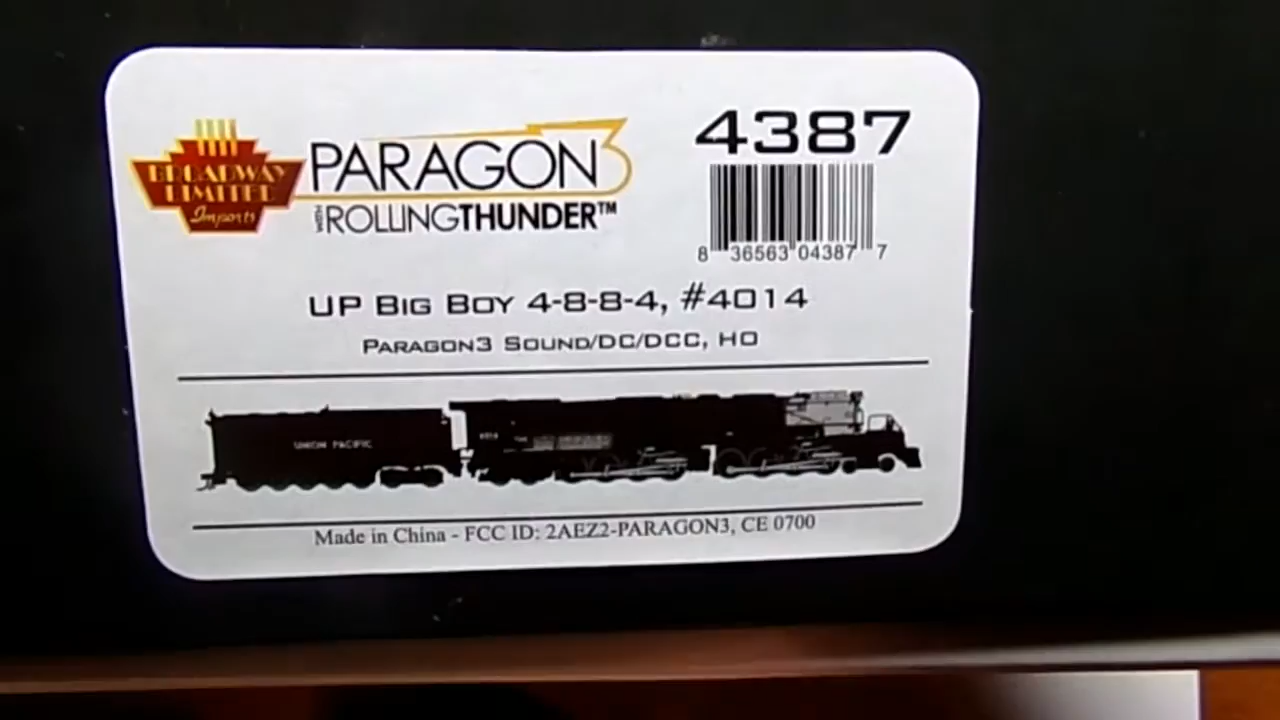 BROADWAY
LIMITED
Imports
PARAGON3
WITH ROLLINGTHUNDER™
4387
8 36563 04387 7
UP BIG BOY 4-8-8-4, #4014
PARAGON3 SOUND/DC/DCC, HO
UNION PACIFIC
4014
Made in China - FCC ID: 2AEZ2-PARAGON3, CE 0700